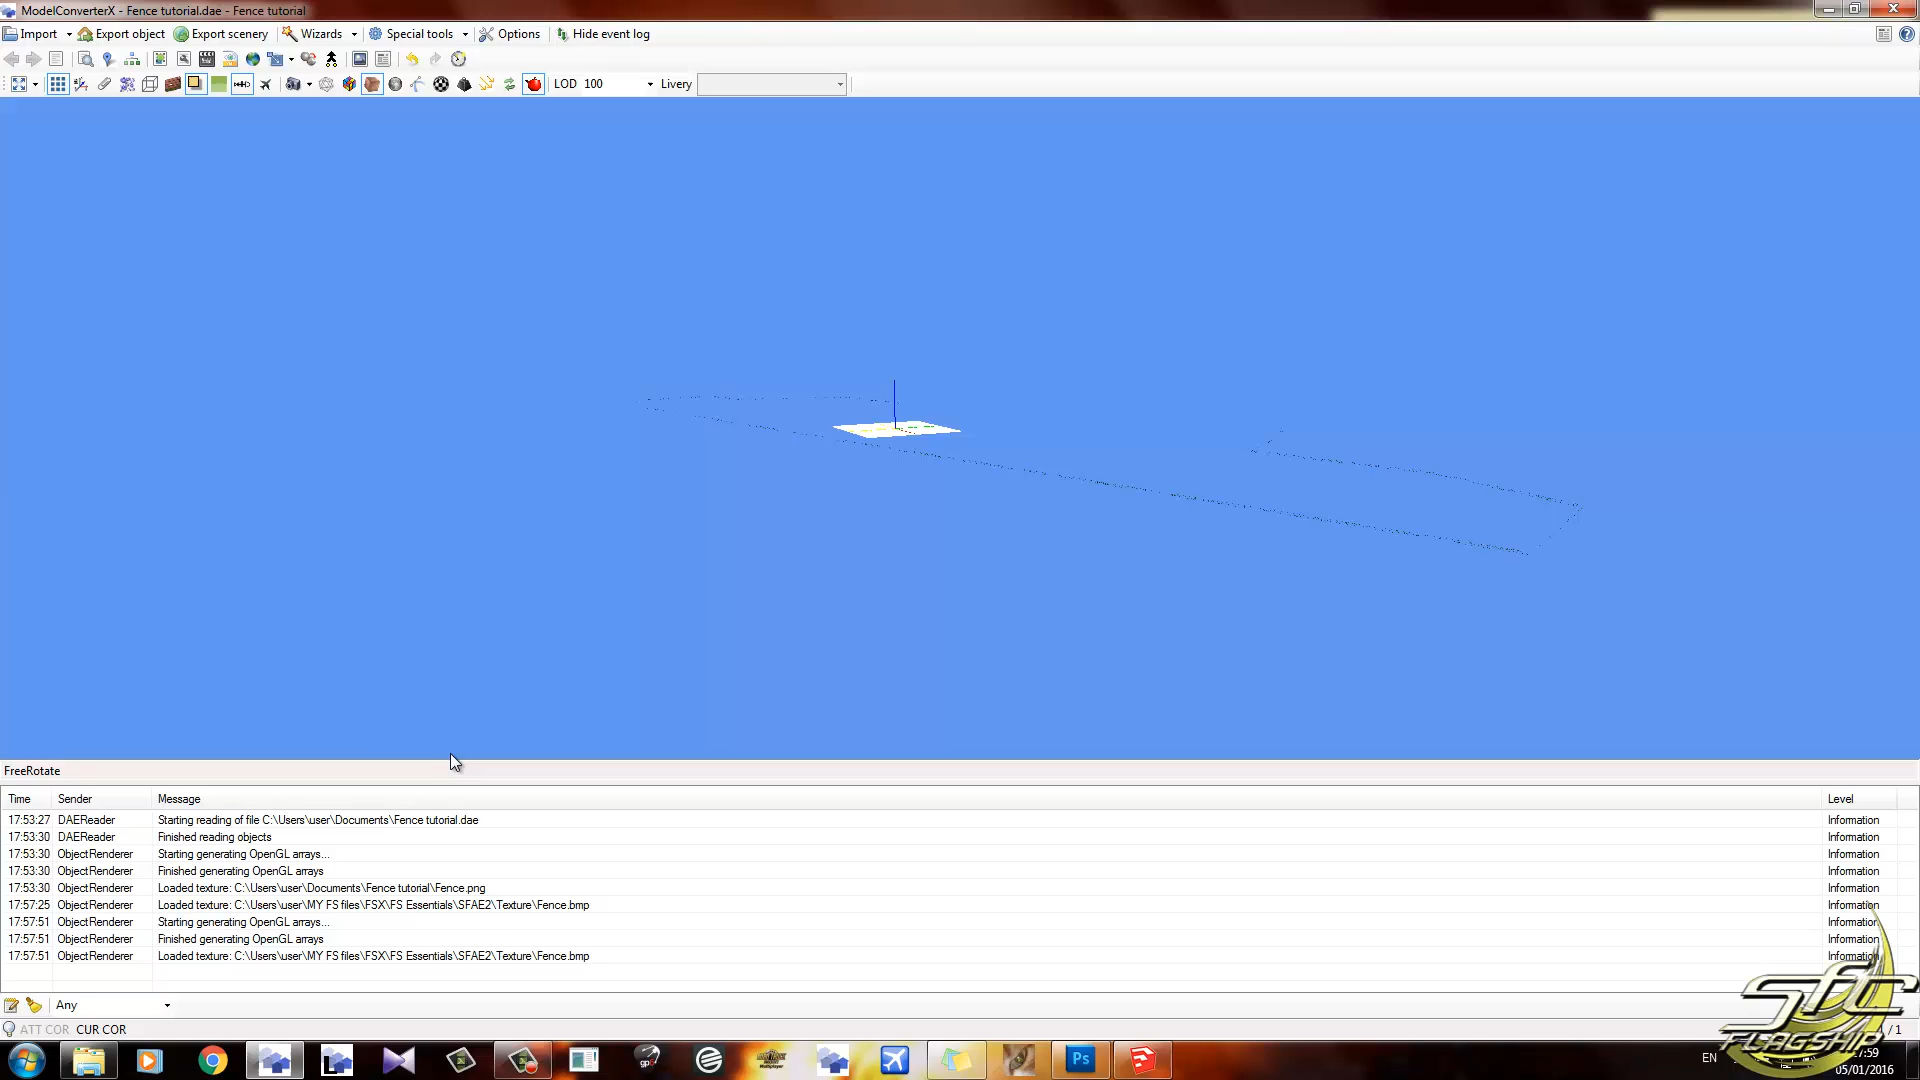 ModelConverterX - Fence tutorial.dae - Fence tutorial
Import Export object Export scenery Wizards Special tools Options Hide event log
LOD 100 Livery
FreeRotate
Time Sender Message Level
17:53:27 DAEReader Starting reading of file C:\Users\user\Documents\Fence tutorial.dae Information
17:53:30 DAEReader Finished reading objects Information
17:53:30 ObjectRenderer Starting generating OpenGL arrays... Information
17:53:30 ObjectRenderer Finished generating OpenGL arrays Information
17:53:30 ObjectRenderer Loaded texture: C:\Users\user\Documents\Fence tutorial\Fence.png Information
17:57:25 ObjectRenderer Loaded texture: C:\Users\user\MY FS files\FSX\FS Essentials\SFAE2\Texture\Fence.bmp Information
17:57:51 ObjectRenderer Starting generating OpenGL arrays... Information
17:57:51 ObjectRenderer Finished generating OpenGL arrays Information
17:57:51 ObjectRenderer Loaded texture: C:\Users\user\MY FS files\FSX\FS Essentials\SFAE2\Texture\Fence.bmp Information
Any
ATT COR CUR COR / 1
SFC
FLAGSHIP
Ps
EN
05/01/2016